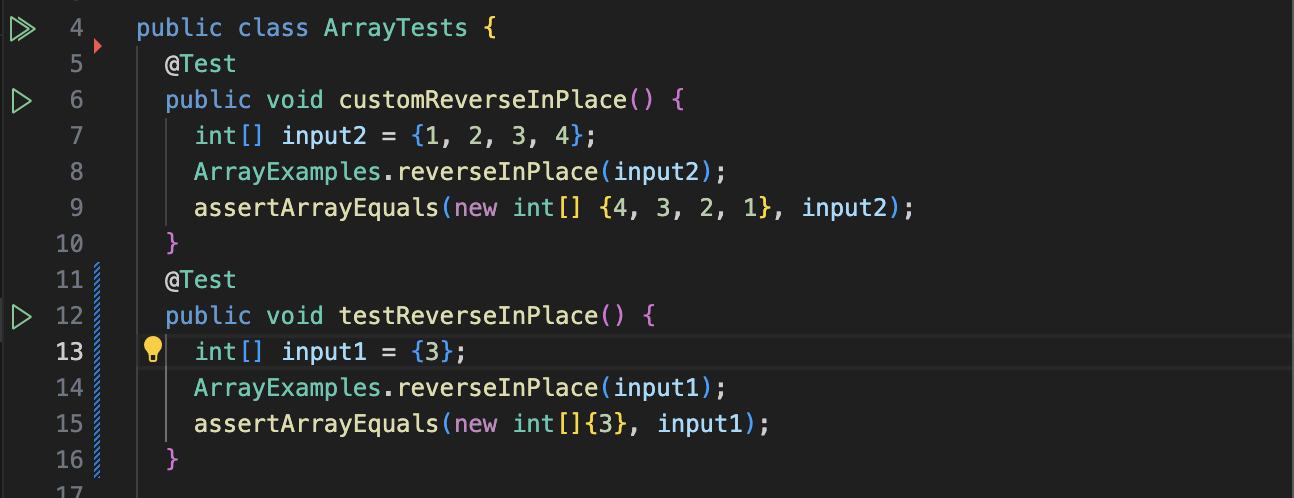 4 public class ArrayTests {
5 @Test
6 public void customReverseInPlace() {
7 int[] input2 = {1, 2, 3, 4};
8 ArrayExamples.reverseInPlace(input2);
9 assertArrayEquals(new int[] {4, 3, 2, 1}, input2);
10 }
11 @Test
12 public void testReverseInPlace() {
13 int[] input1 = {3};
14 ArrayExamples.reverseInPlace(input1);
15 assertArrayEquals(new int[]{3}, input1);
16 }
17